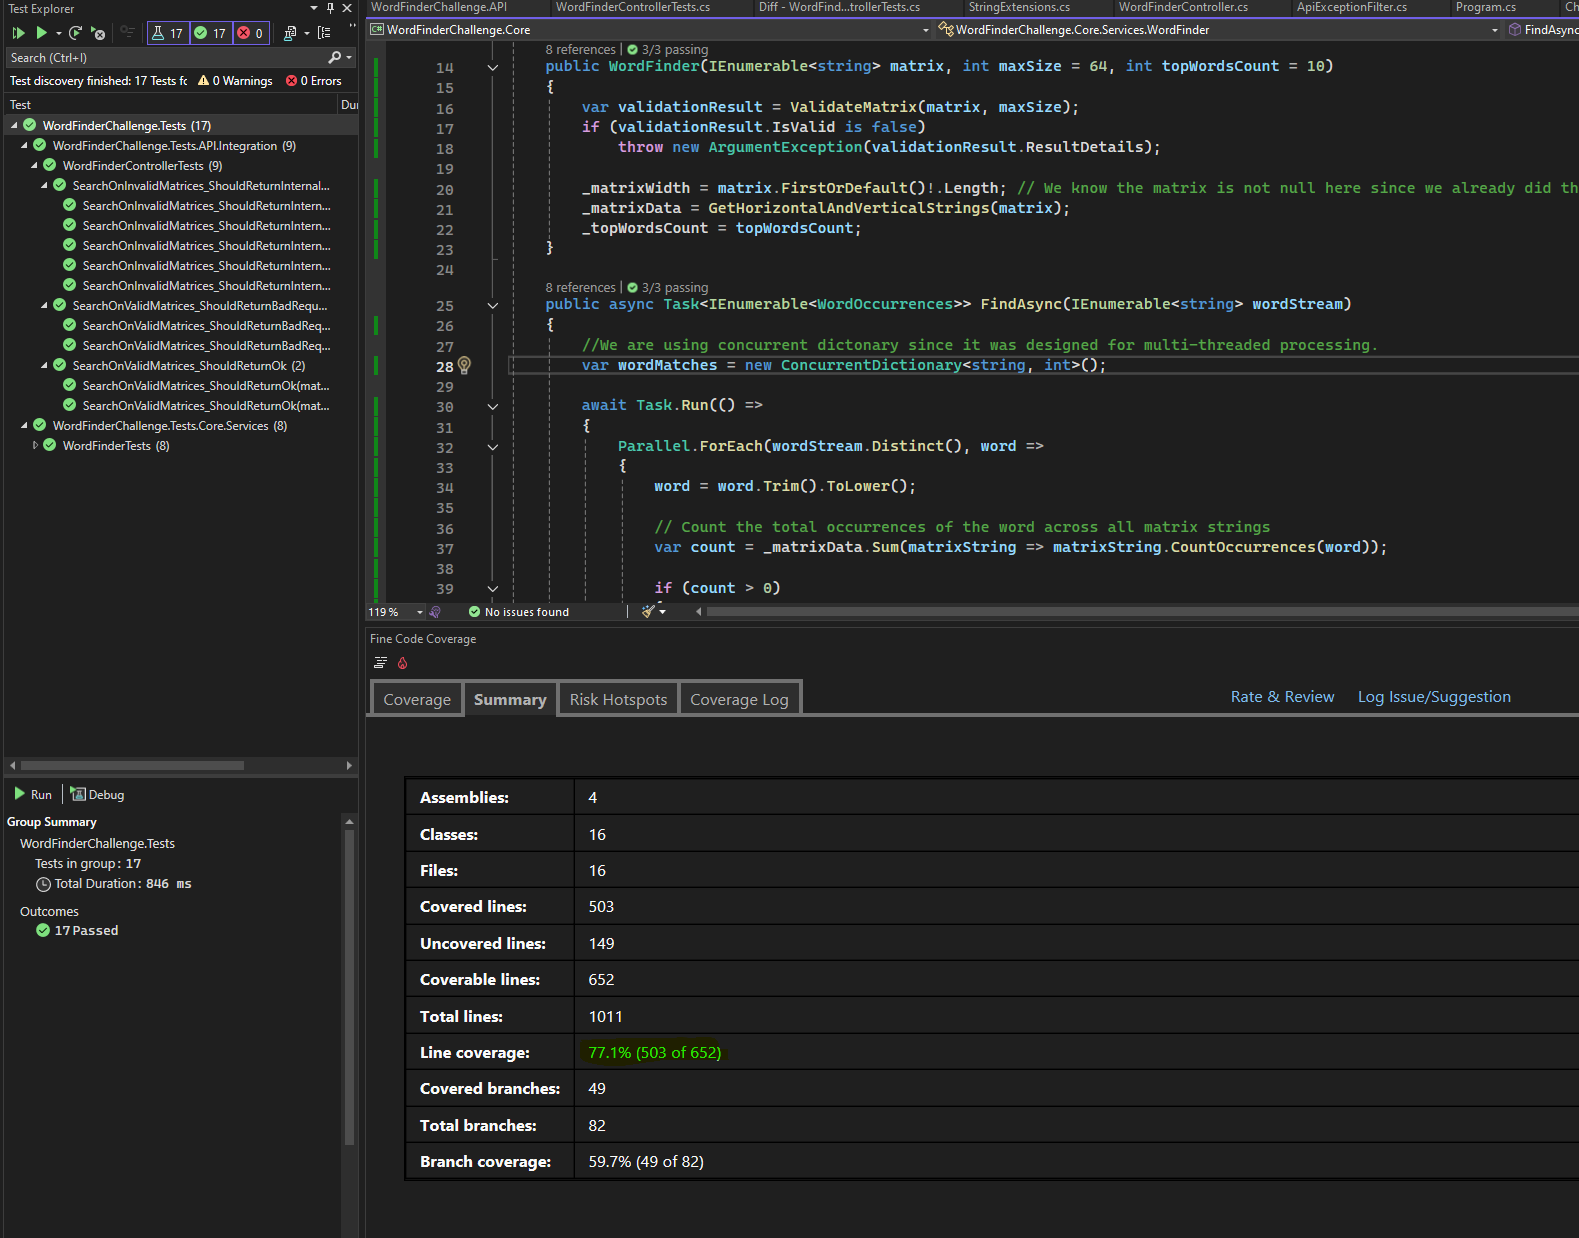 Test Explorer
17 17 0
Search (Ctrl+I)
Test discovery finished: 17 Tests fo 0 Warnings 0 Errors
Test Du
WordFinderChallenge.Tests (17)
WordFinderChallenge.Tests.API.Integration (9)
WordFinderControllerTests (9)
SearchOnInvalidMatrices_ShouldReturnInternal...
SearchOnInvalidMatrices_ShouldReturnIntern...
SearchOnInvalidMatrices_ShouldReturnIntern...
SearchOnInvalidMatrices_ShouldReturnIntern...
SearchOnInvalidMatrices_ShouldReturnIntern...
SearchOnInvalidMatrices_ShouldReturnIntern...
SearchOnValidMatrices_ShouldReturnBadRequ...
SearchOnValidMatrices_ShouldReturnBadReq...
SearchOnValidMatrices_ShouldReturnBadReq...
SearchOnValidMatrices_ShouldReturnOk (2)
SearchOnValidMatrices_ShouldReturnOk(mat...
SearchOnValidMatrices_ShouldReturnOk(mat...
WordFinderChallenge.Tests.Core.Services (8)
WordFinderTests (8)
Run Debug
Group Summary
WordFinderChallenge.Tests
Tests in group: 17
Total Duration: 846 ms
Outcomes
17 Passed
WordFinderChallenge.API WordFinderControllerTests.cs Diff - WordFind...trollerTests.cs StringExtensions.cs WordFinderController.cs ApiExceptionFilter.cs Program.cs Ch
WordFinderChallenge.Core WordFinderChallenge.Core.Services.WordFinder FindAsync
8 references | 3/3 passing
14 public WordFinder(IEnumerable<string> matrix, int maxSize = 64, int topWordsCount = 10)
15 {
16 var validationResult = ValidateMatrix(matrix, maxSize);
17 if (validationResult.IsValid is false)
18 throw new ArgumentException(validationResult.ResultDetails);
19
20 _matrixWidth = matrix.FirstOrDefault()!.Length; // We know the matrix is not null here since we already did th
21 _matrixData = GetHorizontalAndVerticalStrings(matrix);
22 _topWordsCount = topWordsCount;
23 }
24
8 references | 3/3 passing
25 public async Task<IEnumerable<WordOccurrences>> FindAsync(IEnumerable<string> wordStream)
26 {
27 //We are using concurrent dictonary since it was designed for multi-threaded processing.
28 var wordMatches = new ConcurrentDictionary<string, int>();
29
30 await Task.Run(() =>
31 {
32 Parallel.ForEach(wordStream.Distinct(), word =>
33 {
34 word = word.Trim().ToLower();
35
36 // Count the total occurrences of the word across all matrix strings
37 var count = _matrixData.Sum(matrixString => matrixString.CountOccurrences(word));
38
39 if (count > 0)
119 % No issues found
Fine Code Coverage
Coverage Summary Risk Hotspots Coverage Log Rate & Review Log Issue/Suggestion
Assemblies: 4
Classes: 16
Files: 16
Covered lines: 503
Uncovered lines: 149
Coverable lines: 652
Total lines: 1011
Line coverage: 77.1% (503 of 652)
Covered branches: 49
Total branches: 82
Branch coverage: 59.7% (49 of 82)